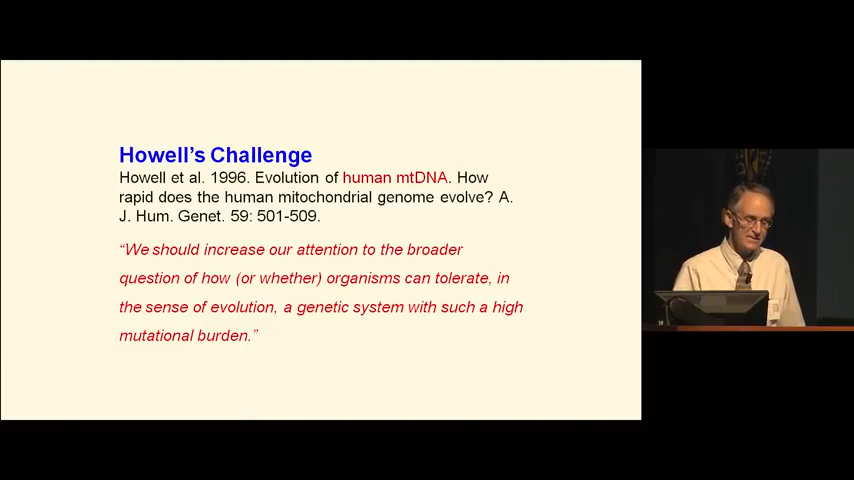 Howell's Challenge
Howell et al. 1996. Evolution of human mtDNA. How
rapid does the human mitochondrial genome evolve? A.
J. Hum. Genet. 59: 501-509.
“We should increase our attention to the broader
question of how (or whether) organisms can tolerate, in
the sense of evolution, a genetic system with such a high
mutational burden.”